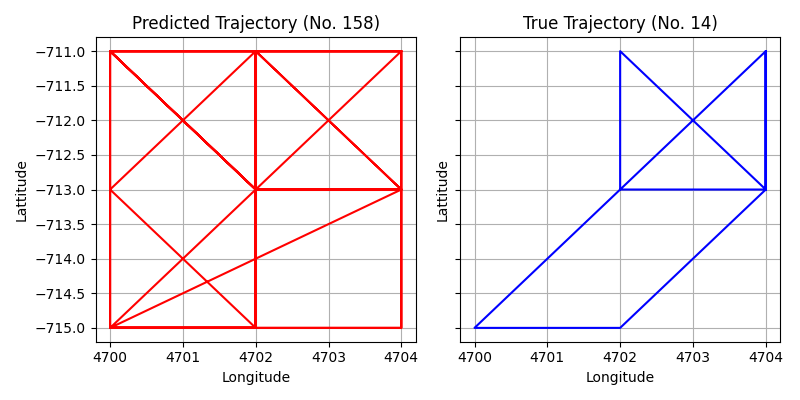 Predicted Trajectory (No. 158)
True Trajectory (No. 14)
−711.0
−711.5
−712.0
−712.5
−713.0
−713.5
−714.0
−714.5
−715.0
Lattitude
Lattitude
4700 4701 4702 4703 4704
4700 4701 4702 4703 4704
Longitude
Longitude